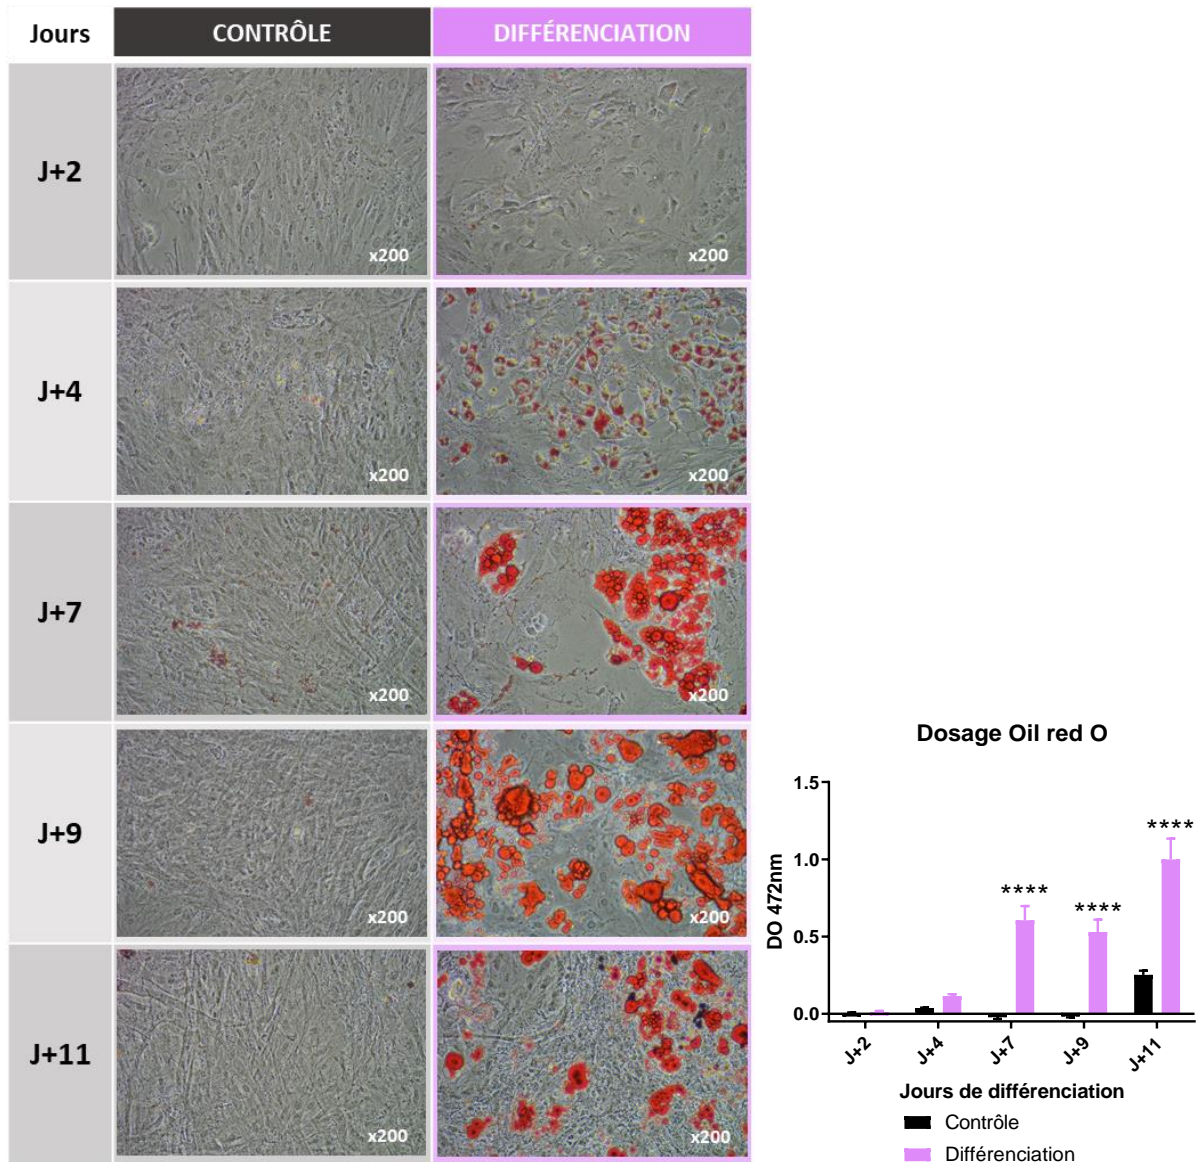 Jours CONTRÔLE DIFFÉRENCIATION
J+2
x200 x200
J+4
x200 x200
J+7
x200 x200
J+9
x200 x200
J+11
x200 x200
Dosage Oil red O
1.5
1.0
0.5
0.0
DO 472nm
**** **** ****
J+2 J+4 J+7 J+9 J+11
Jours de différenciation
Contrôle
Différenciation